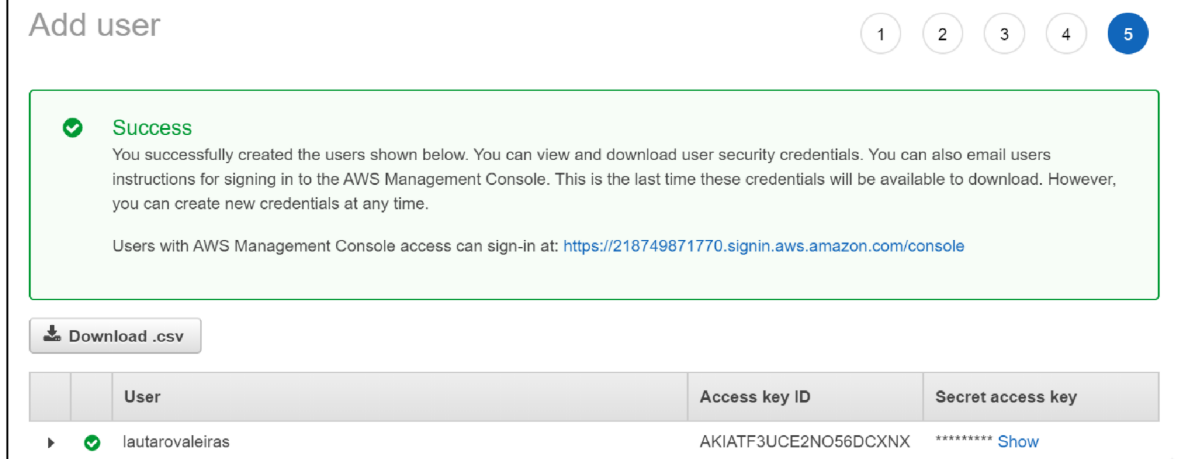 Add user
1 2 3 4 5
Success
You successfully created the users shown below. You can view and download user security credentials. You can also email users
instructions for signing in to the AWS Management Console. This is the last time these credentials will be available to download. However,
you can create new credentials at any time.
Users with AWS Management Console access can sign-in at: https://218749871770.signin.aws.amazon.com/console
Download .csv
User Access key ID Secret access key
lautarovaleiras AKIATF3UCE2NO56DCXNX ********* Show